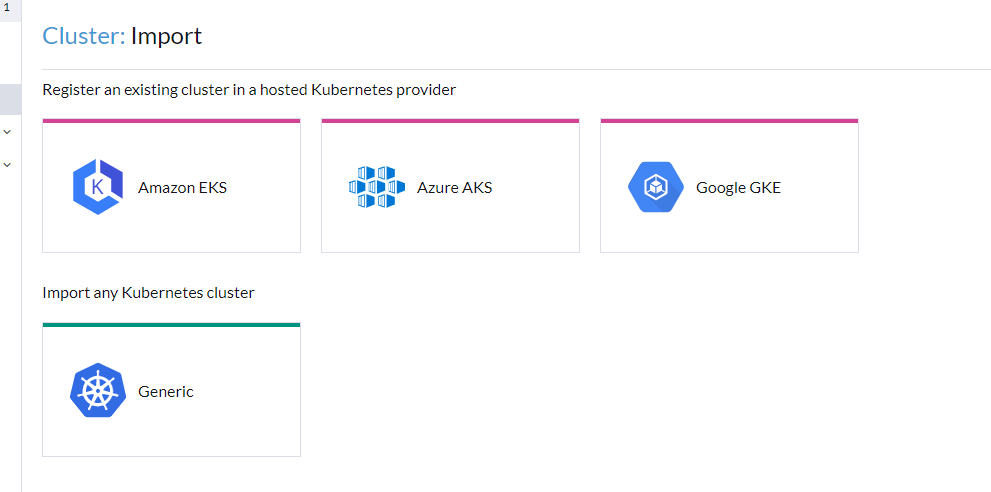 1
Cluster: Import
Register an existing cluster in a hosted Kubernetes provider
K
Amazon EKS
Azure AKS
Google GKE
Import any Kubernetes cluster
Generic